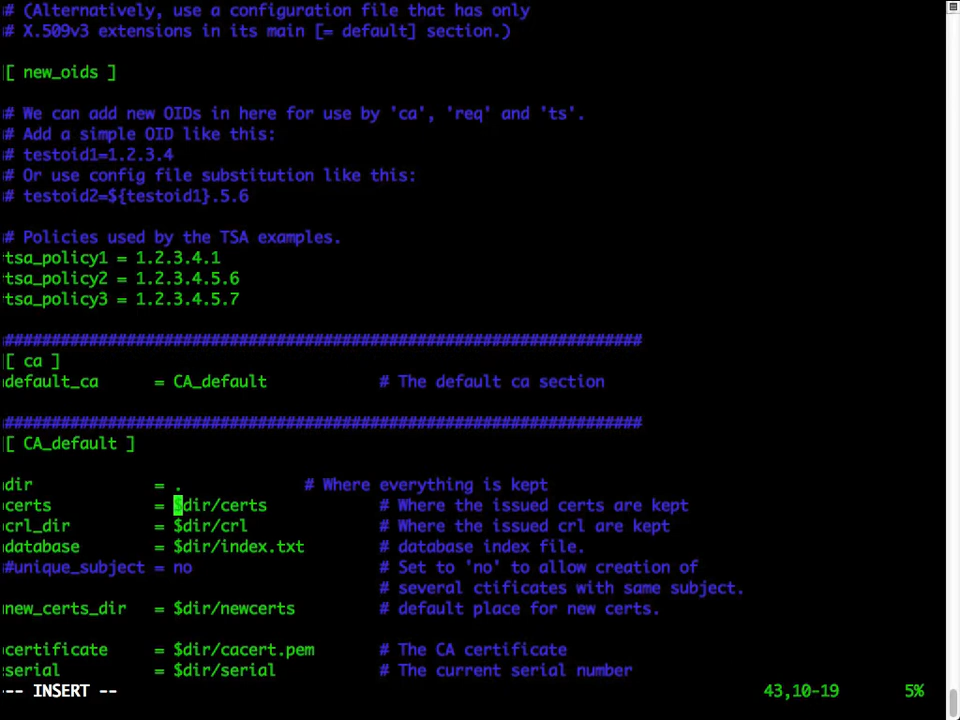 # (Alternatively, use a configuration file that has only
# X.509v3 extensions in its main [= default] section.)
[ new_oids ]
# We can add new OIDs in here for use by 'ca', 'req' and 'ts'.
# Add a simple OID like this:
# testoid1=1.2.3.4
# Or use config file substitution like this:
# testoid2=${testoid1}.5.6
# Policies used by the TSA examples.
tsa_policy1 = 1.2.3.4.1
tsa_policy2 = 1.2.3.4.5.6
tsa_policy3 = 1.2.3.4.5.7
####################################################################
[ ca ]
default_ca = CA_default # The default ca section
####################################################################
[ CA_default ]
dir = . # Where everything is kept
certs = $dir/certs # Where the issued certs are kept
crl_dir = $dir/crl # Where the issued crl are kept
database = $dir/index.txt # database index file.
#unique_subject = no # Set to 'no' to allow creation of
# several ctificates with same subject.
new_certs_dir = $dir/newcerts # default place for new certs.
certificate = $dir/cacert.pem # The CA certificate
serial = $dir/serial # The current serial number
-- INSERT -- 43,10-19 5%